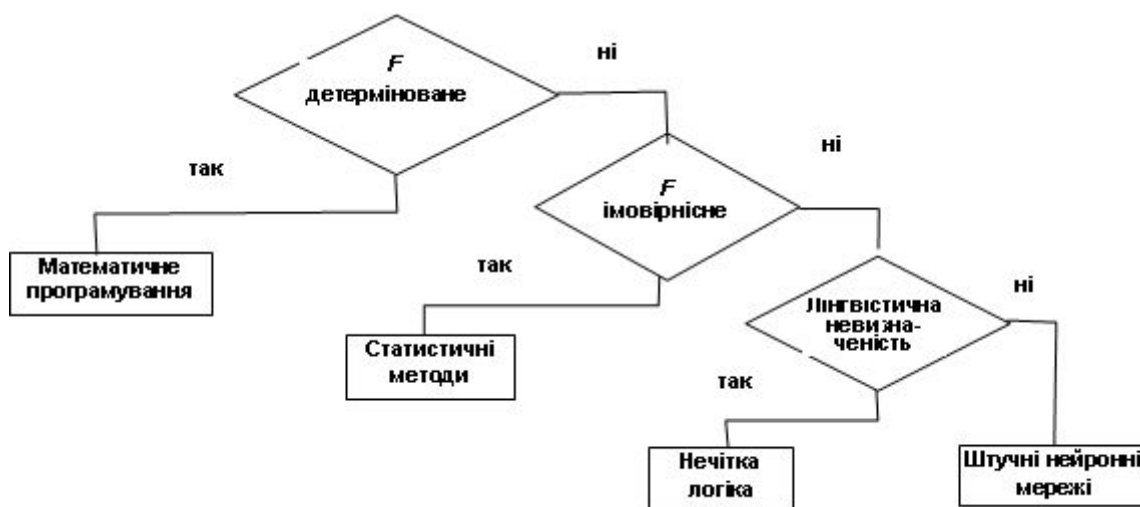 F
детерміноване
ні
так
F
імовірнісне
ні
Математичне
програмування
так
Лінгвістична
невизна-
ченість
ні
Статистичні
методи
так
Нечітка
логіка
Штучні нейронні
мережі